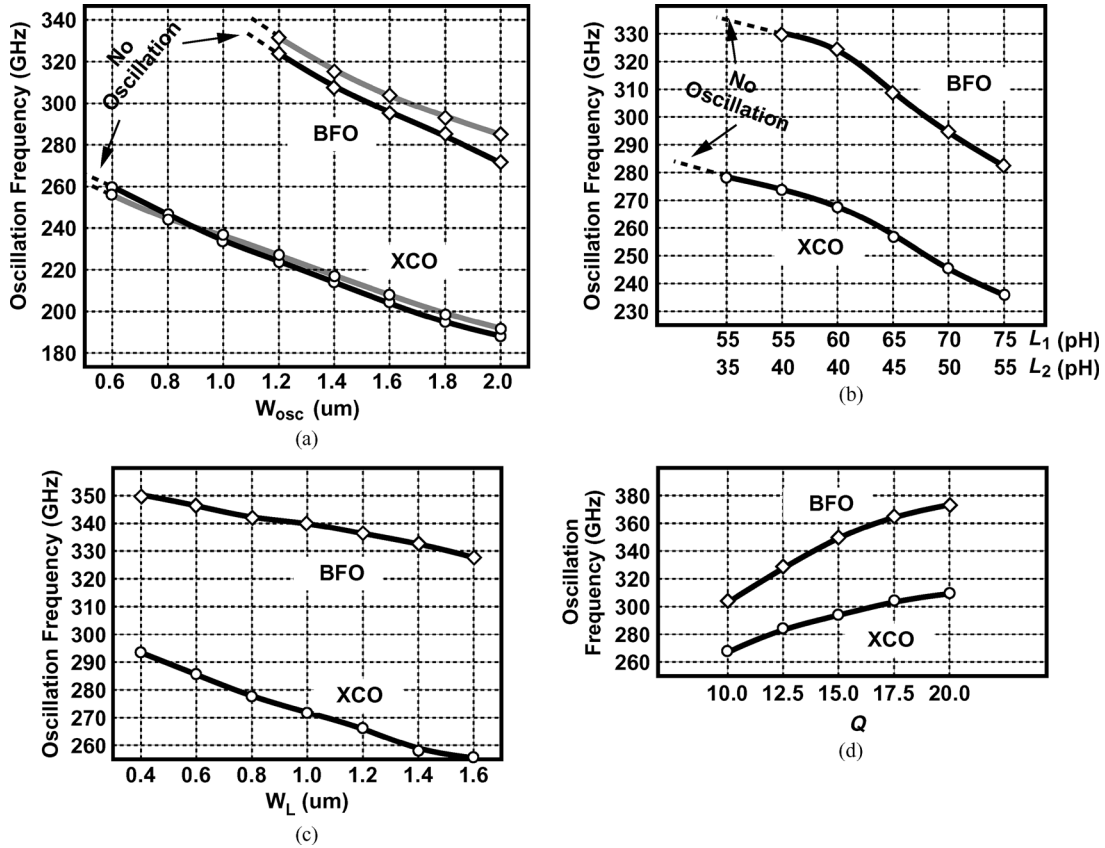 Oscillation Frequency (GHz)
340
320
300
280
260
240
220
200
180
No
Oscillation
BFO
XCO
0.6 0.8 1.0 1.2 1.4 1.6 1.8 2.0
Wosc (um)
(a)
Oscillation Frequency (GHz)
330
320
310
300
290
280
270
260
250
240
230
No
Oscillation
BFO
XCO
55 55 60 65 70 75 L1 (pH)
35 40 40 45 50 55 L2 (pH)
(b)
Oscillation Frequency (GHz)
350
340
330
320
310
300
290
280
270
260
BFO
XCO
0.4 0.6 0.8 1.0 1.2 1.4 1.6
WL (um)
(c)
Oscillation
Frequency (GHz)
380
360
340
320
300
280
260
BFO
XCO
10.0 12.5 15.0 17.5 20.0
Q
(d)